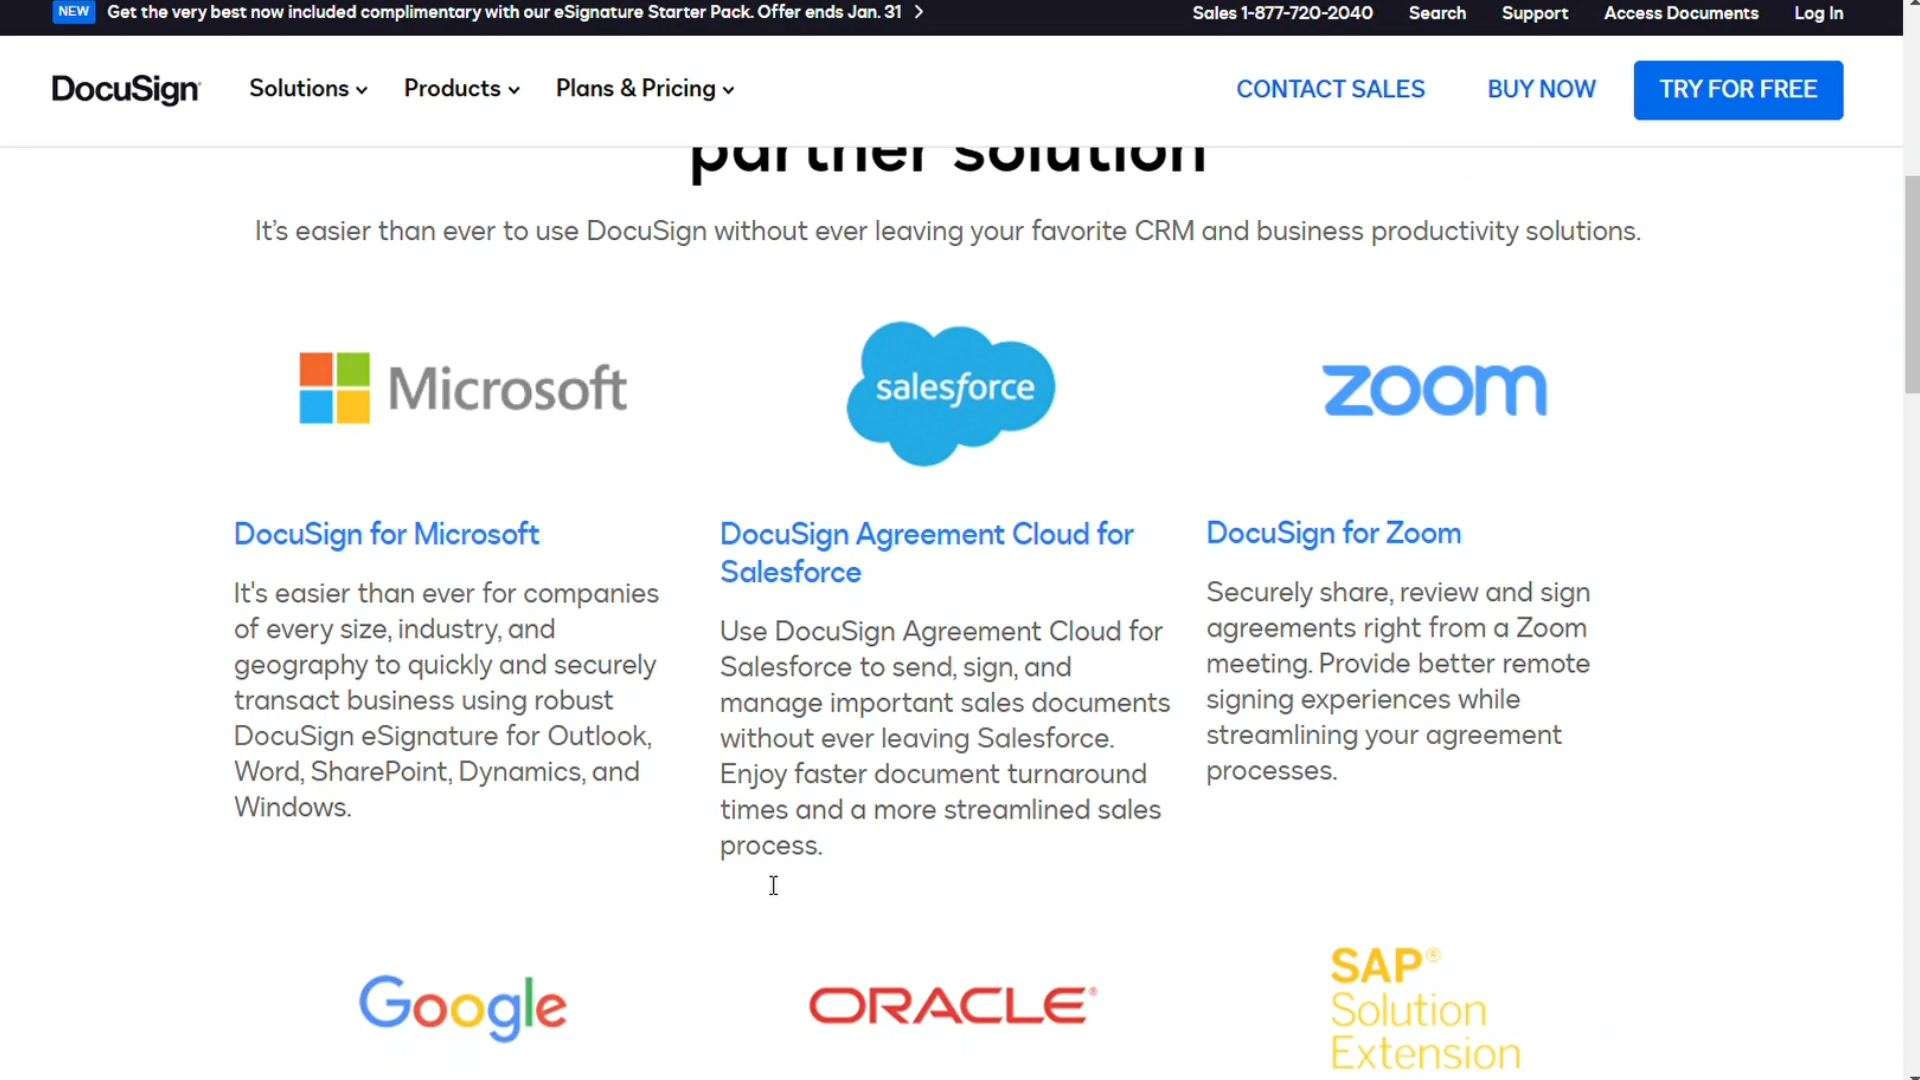 NEW Get the very best now included complimentary with our eSignature Starter Pack. Offer ends Jan. 31
Sales 1-877-720-2040 Search Support Access Documents Log In
DocuSign Solutions Products Plans & Pricing CONTACT SALES BUY NOW TRY FOR FREE
partner solution
It's easier than ever to use DocuSign without ever leaving your favorite CRM and business productivity solutions.
Microsoft
DocuSign for Microsoft
It's easier than ever for companies
of every size, industry, and
geography to quickly and securely
transact business using robust
DocuSign eSignature for Outlook,
Word, SharePoint, Dynamics, and
Windows.
salesforce
DocuSign Agreement Cloud for
Salesforce
Use DocuSign Agreement Cloud for
Salesforce to send, sign, and
manage important sales documents
without ever leaving Salesforce.
Enjoy faster document turnaround
times and a more streamlined sales
process.
zoom
DocuSign for Zoom
Securely share, review and sign
agreements right from a Zoom
meeting. Provide better remote
signing experiences while
streamlining your agreement
processes.
Google
ORACLE®
SAP®
Solution
Extension